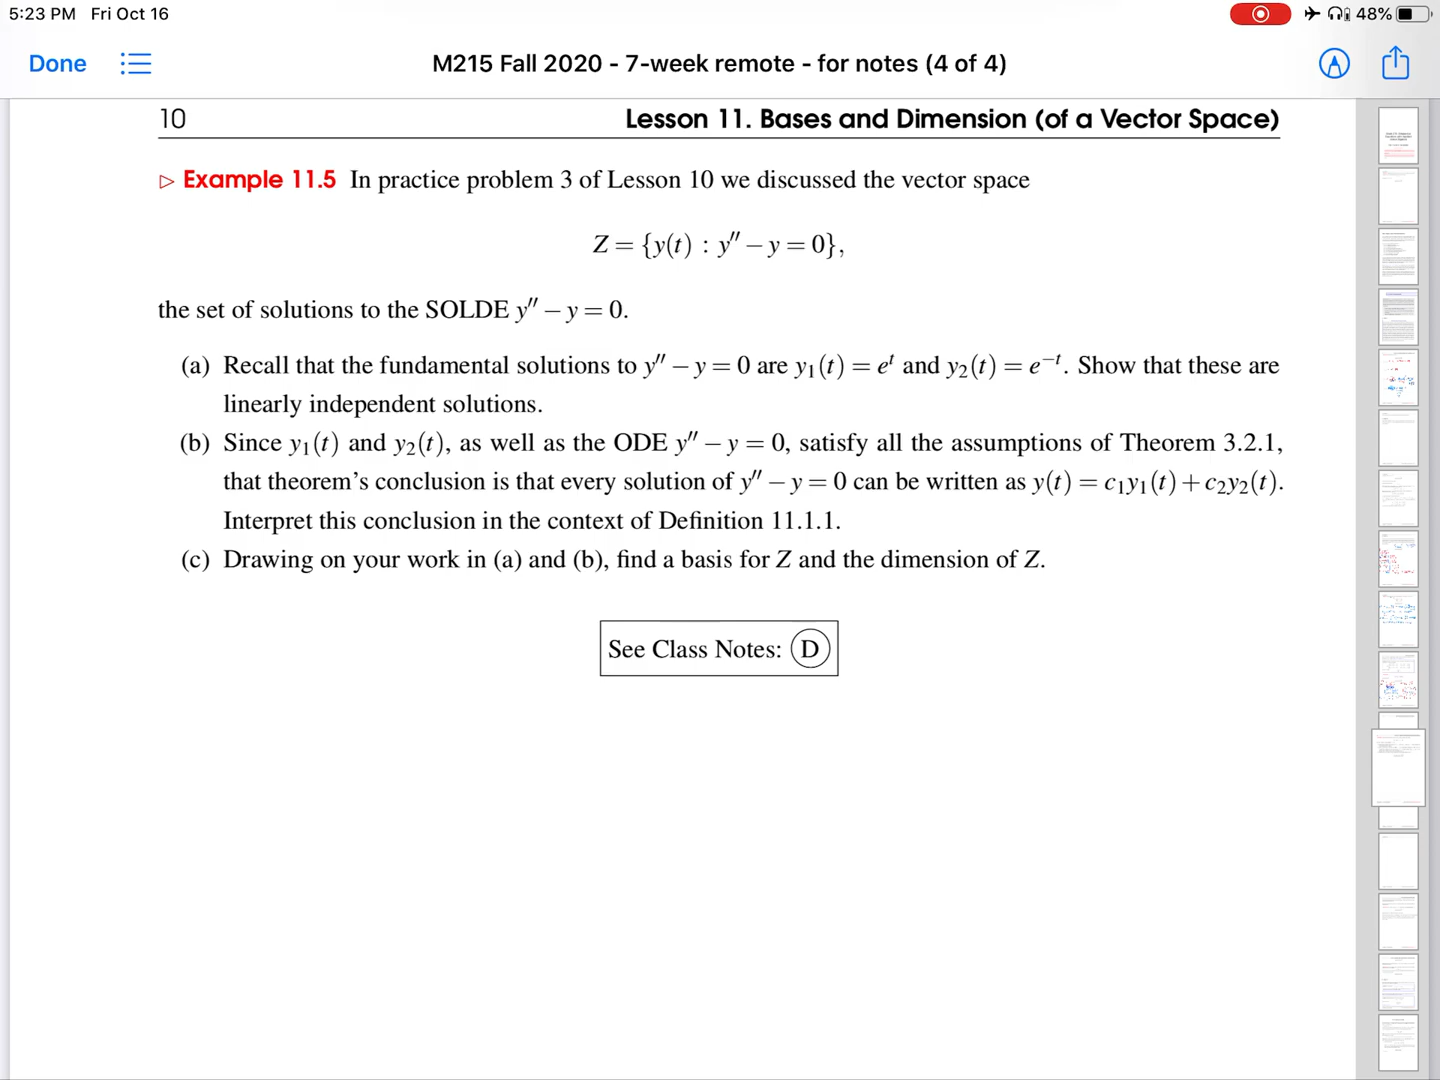 5:23 PM Fri Oct 16
48%
Done
M215 Fall 2020 - 7-week remote - for notes (4 of 4)
10
Lesson 11. Bases and Dimension (of a Vector Space)
▷ Example 11.5 In practice problem 3 of Lesson 10 we discussed the vector space
Z = {y(t) : y″ − y = 0},
the set of solutions to the SOLDE y″ − y = 0.
(a) Recall that the fundamental solutions to y″ − y = 0 are y₁(t) = eᵗ and y₂(t) = e⁻ᵗ. Show that these are
linearly independent solutions.
(b) Since y₁(t) and y₂(t), as well as the ODE y″ − y = 0, satisfy all the assumptions of Theorem 3.2.1,
that theorem's conclusion is that every solution of y″ − y = 0 can be written as y(t) = c₁y₁(t) + c₂y₂(t).
Interpret this conclusion in the context of Definition 11.1.1.
(c) Drawing on your work in (a) and (b), find a basis for Z and the dimension of Z.
See Class Notes: D